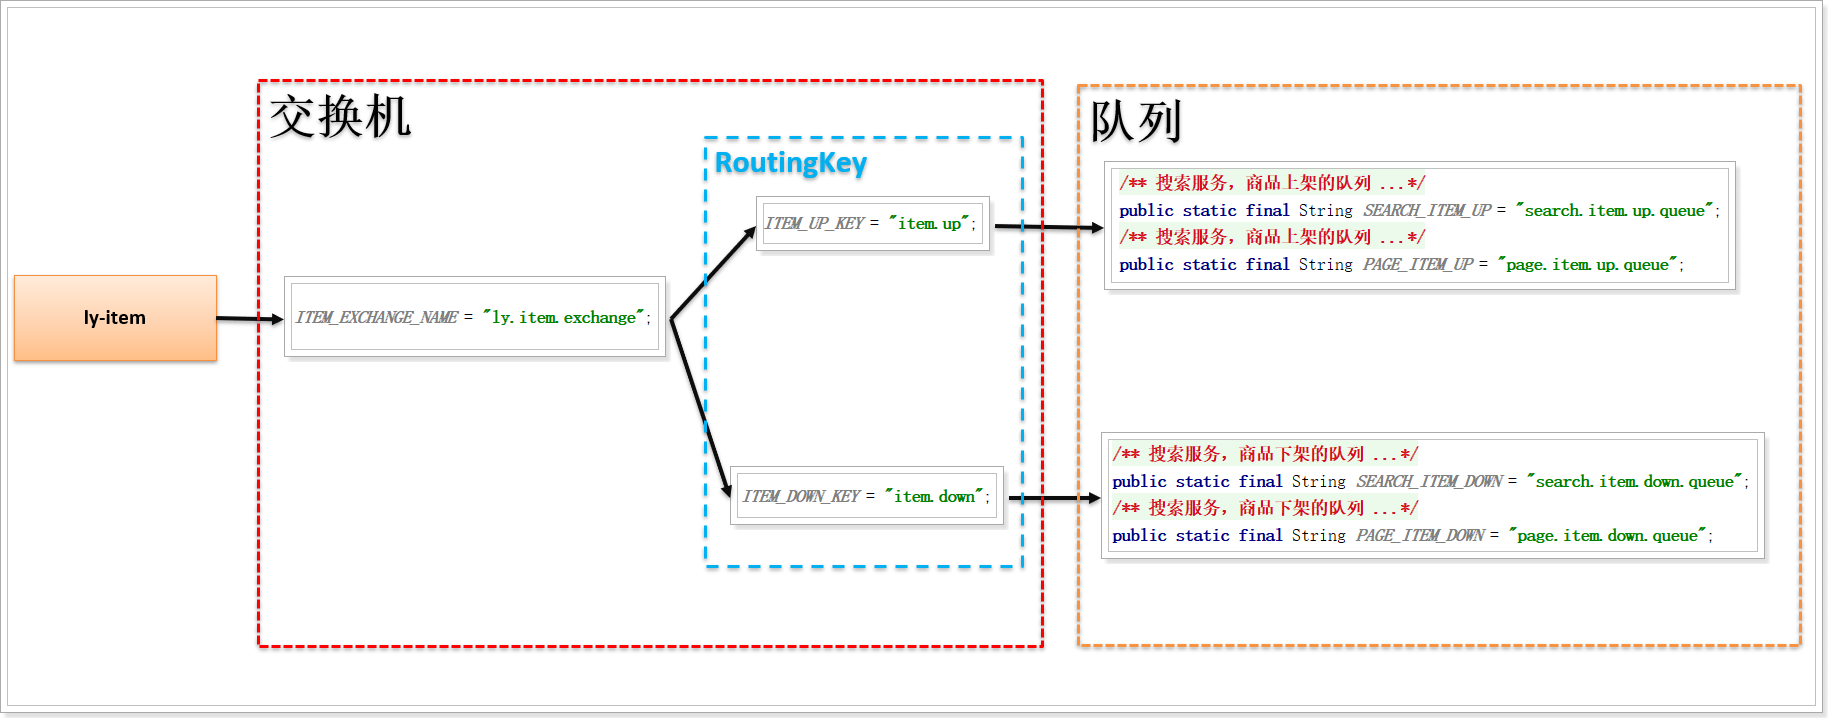 交换机
队列
RoutingKey
/** 搜索服务，商品上架的队列 ...*/
public static final String SEARCH_ITEM_UP = "search.item.up.queue";
/** 搜索服务，商品上架的队列 ...*/
public static final String PAGE_ITEM_UP = "page.item.up.queue";
ITEM_UP_KEY = "item.up";
ly-item
ITEM_EXCHANGE_NAME = "ly.item.exchange";
ITEM_DOWN_KEY = "item.down";
/** 搜索服务，商品下架的队列 ...*/
public static final String SEARCH_ITEM_DOWN = "search.item.down.queue";
/** 搜索服务，商品下架的队列 ...*/
public static final String PAGE_ITEM_DOWN = "page.item.down.queue";